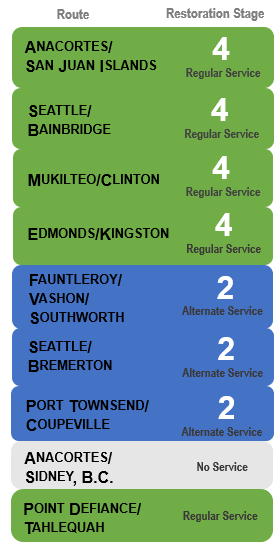 Route Restoration Stage
Anacortes/
San Juan Islands
4
Regular Service
Seattle/
Bainbridge
4
Regular Service
Mukilteo/Clinton
4
Regular Service
Edmonds/Kingston
4
Regular Service
Fauntleroy/
Vashon/
Southworth
2
Alternate Service
Seattle/
Bremerton
2
Alternate Service
Port Townsend/
Coupeville
2
Alternate Service
Anacortes/
Sidney, B.C.
No Service
Point Defiance/
Tahlequah
Regular Service